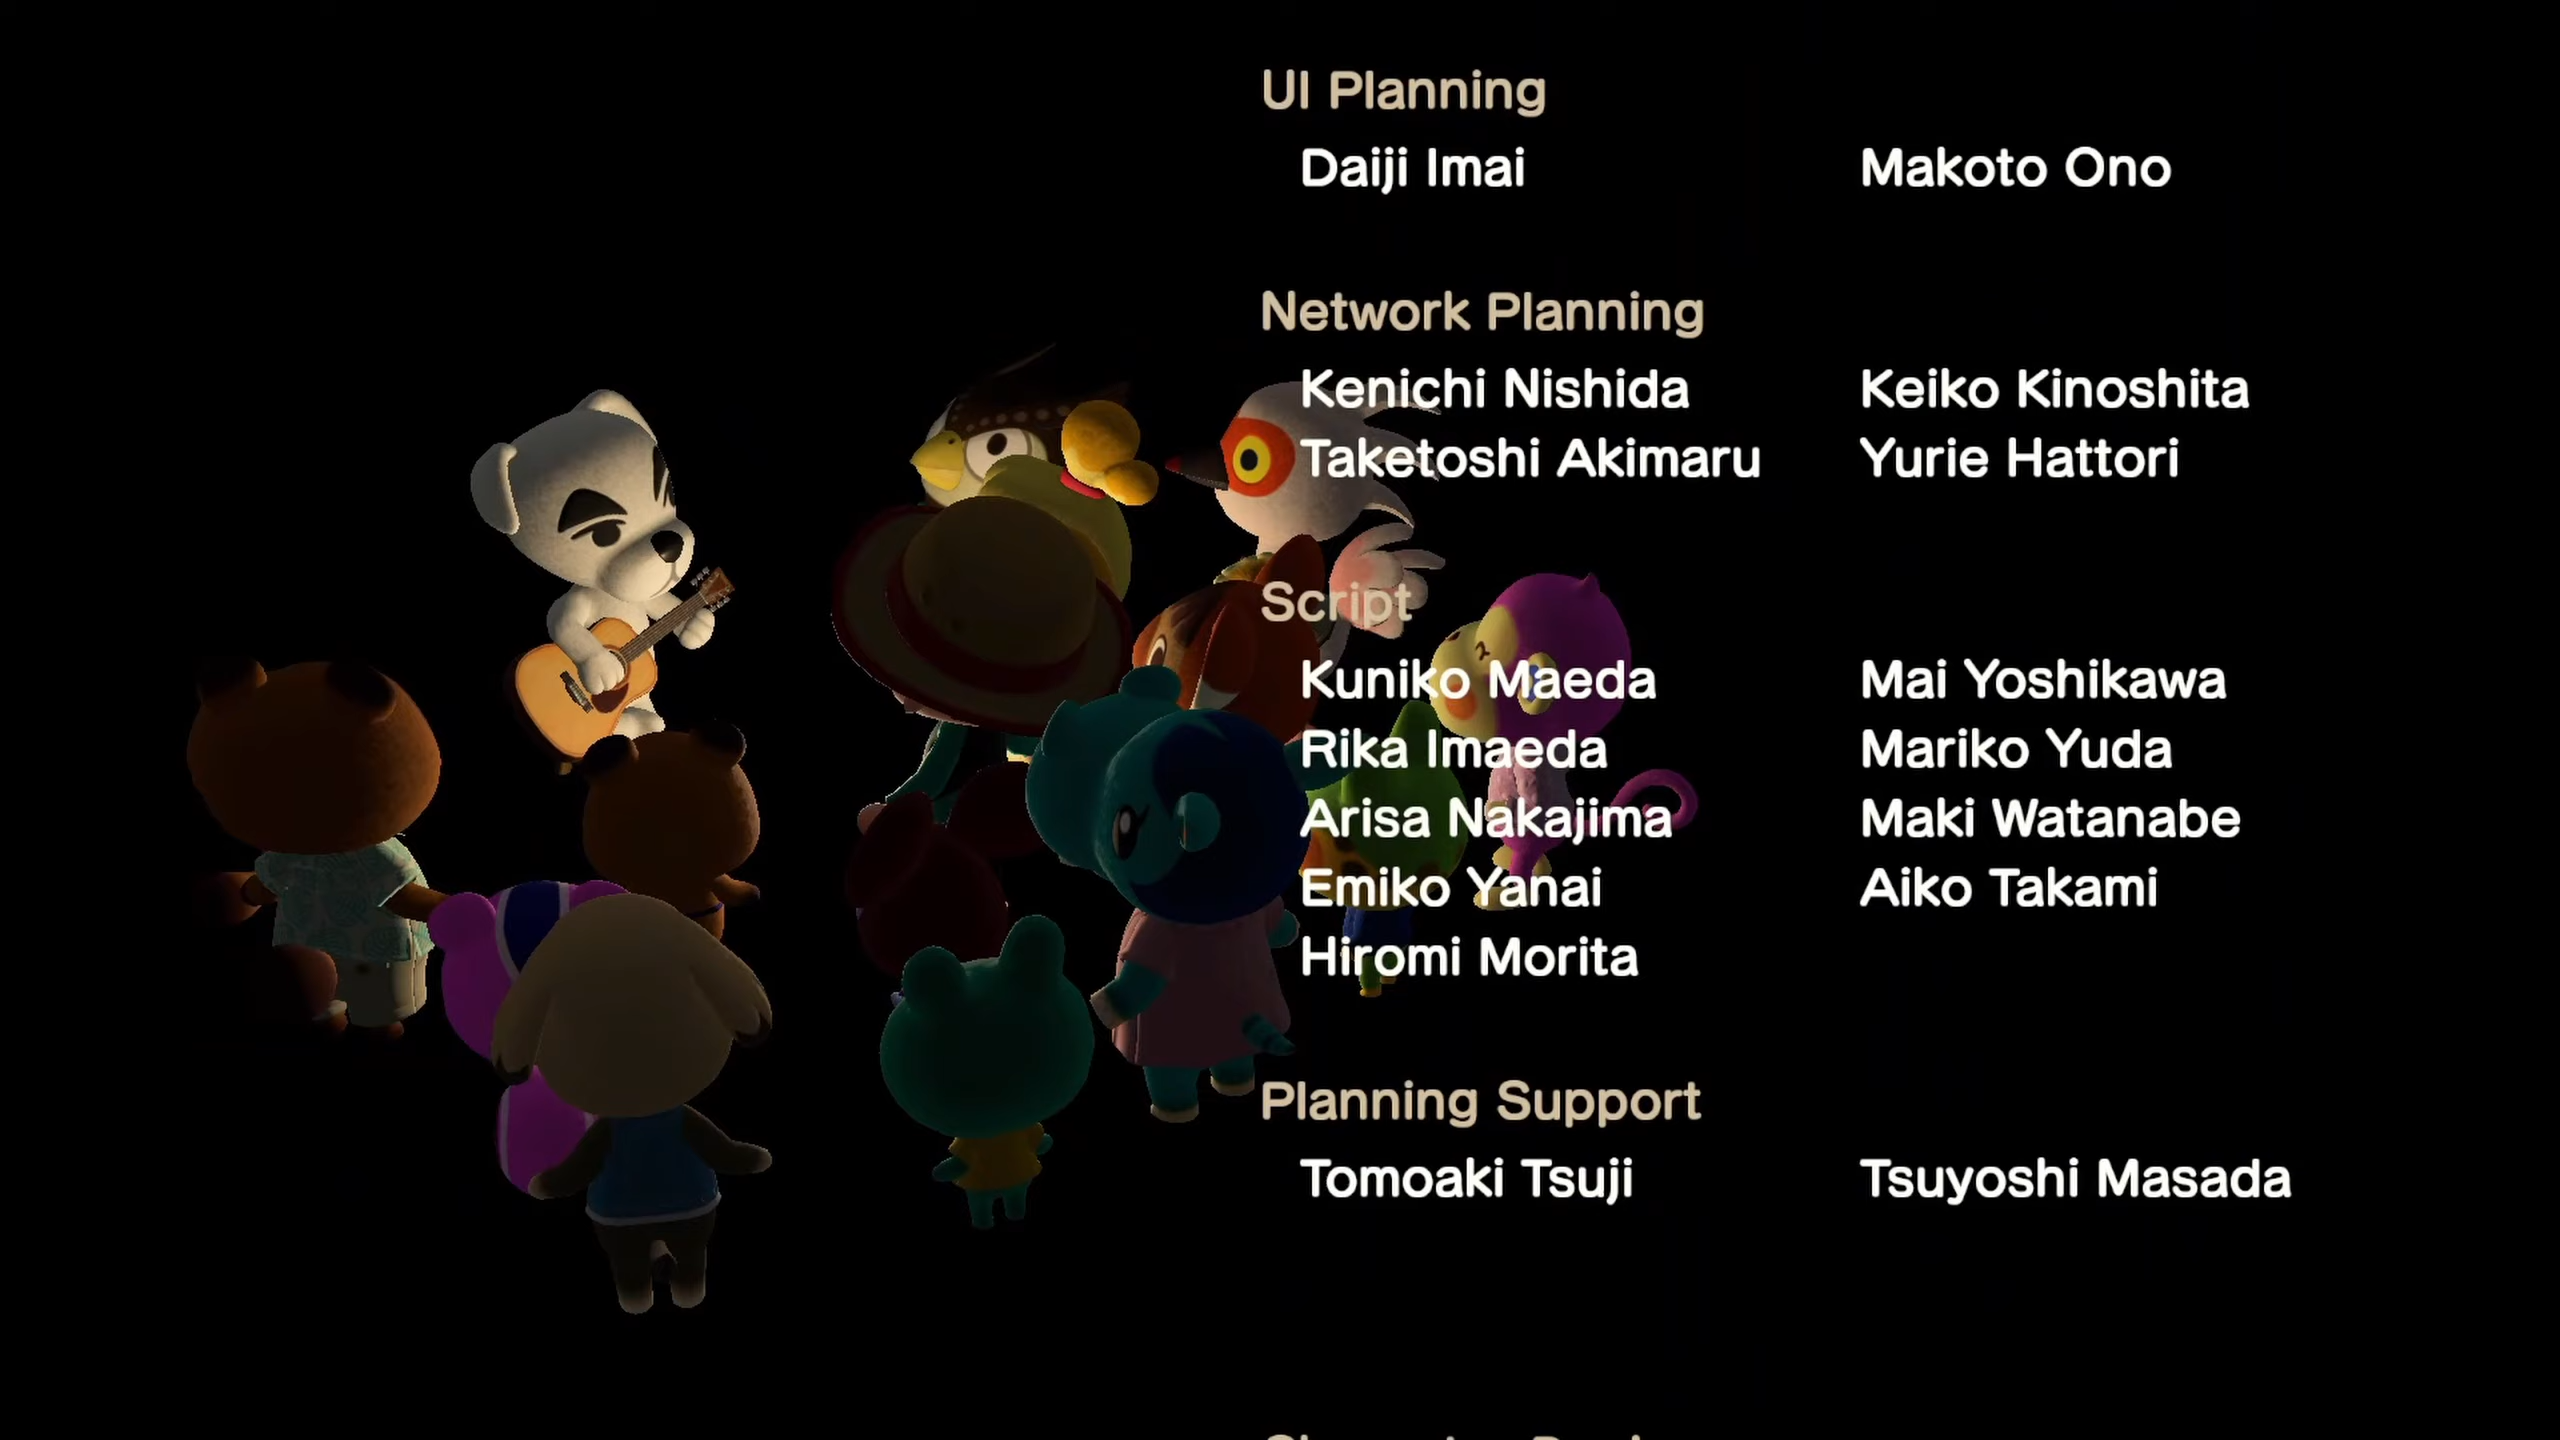 UI Planning
Daiji Imai Makoto Ono
Network Planning
Kenichi Nishida Keiko Kinoshita
Taketoshi Akimaru Yurie Hattori
Script
Kuniko Maeda Mai Yoshikawa
Rika Imaeda Mariko Yuda
Arisa Nakajima Maki Watanabe
Emiko Yanai Aiko Takami
Hiromi Morita
Planning Support
Tomoaki Tsuji Tsuyoshi Masada